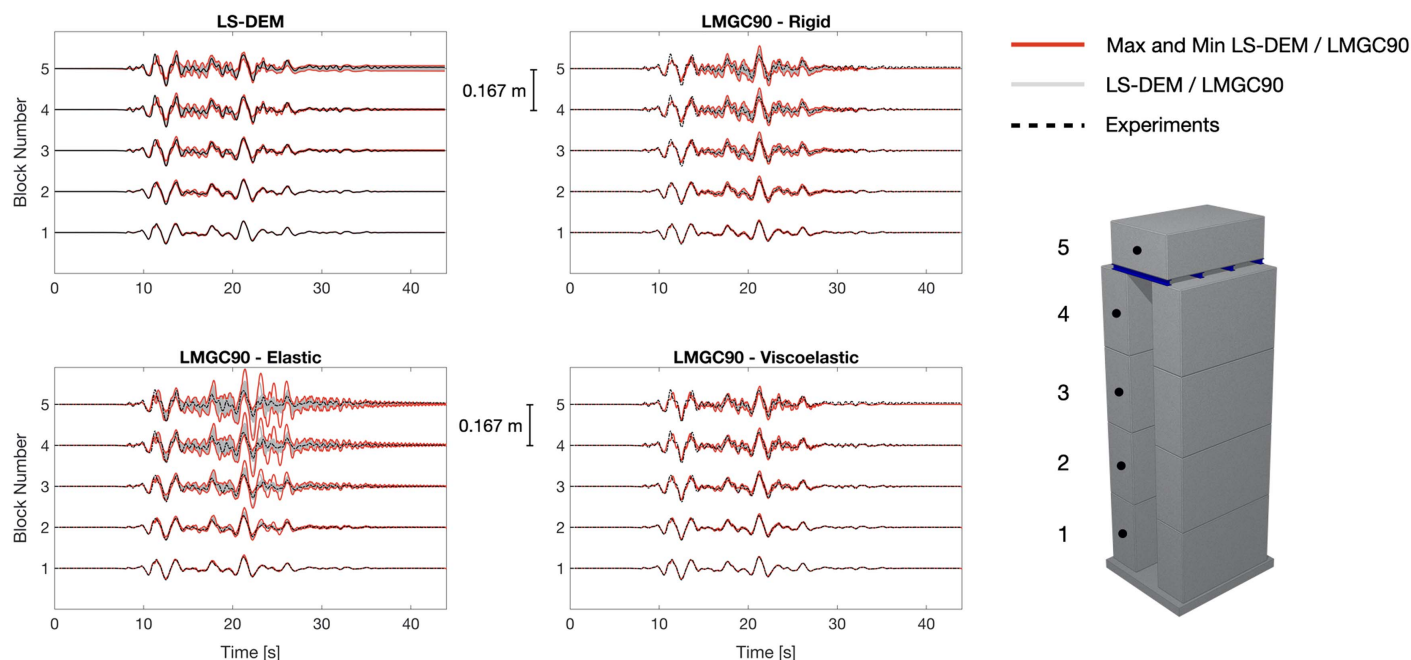 LS-DEM
5
4
3
2
1
Block Number
0 10 20 30 40
0.167 m
LMGC90 - Rigid
5
4
3
2
1
0 10 20 30 40
LMGC90 - Elastic
5
4
3
2
1
Block Number
0 10 20 30 40
Time [s]
0.167 m
LMGC90 - Viscoelastic
5
4
3
2
1
0 10 20 30 40
Time [s]
Max and Min LS-DEM / LMGC90
LS-DEM / LMGC90
Experiments
5
4
3
2
1